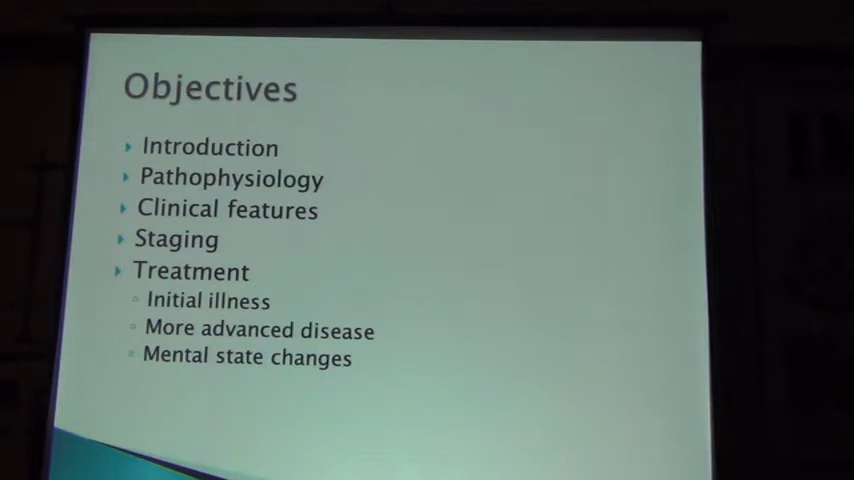 Objectives
Introduction
Pathophysiology
Clinical features
Staging
Treatment
Initial illness
More advanced disease
Mental state changes